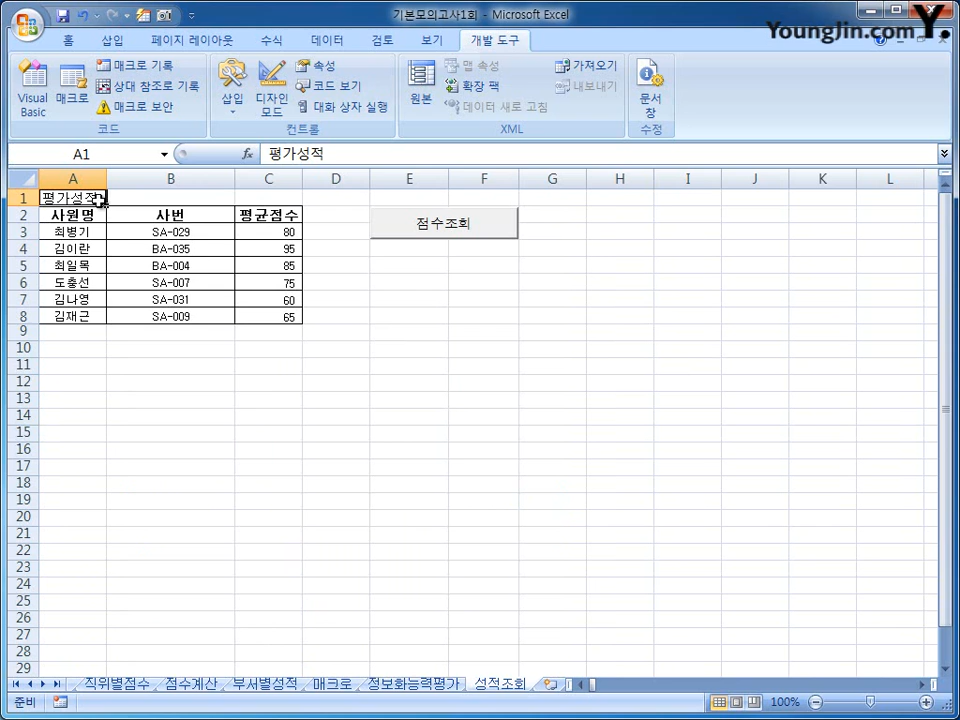 기본모의고사1회 - Microsoft Excel
YoungJin.com Y.
홈 삽입 페이지 레이아웃 수식 데이터 검토 보기 개발 도구
Visual Basic
매크로
매크로 기록
상대 참조로 기록
매크로 보안
코드
삽입
디자인 모드
속성
코드 보기
대화 상자 실행
컨트롤
원본
맵 속성
확장 팩
데이터 새로 고침
가져오기
내보내기
XML
문서 창
수정
A1 fx 평가성적
A B C D E F G H I J K L
1 평가성적
2 사원명 사번 평균점수 점수조회
3 최병기 SA-029 80
4 김이란 BA-035 95
5 최일목 BA-004 85
6 도충선 SA-007 75
7 김나영 SA-031 60
8 김재근 SA-009 65
9
10
11
12
13
14
15
16
17
18
19
20
21
22
23
24
25
26
27
28
29
직위별점수 점수계산 부서별성적 매크로 정보화능력평가 성적조회
준비 100%